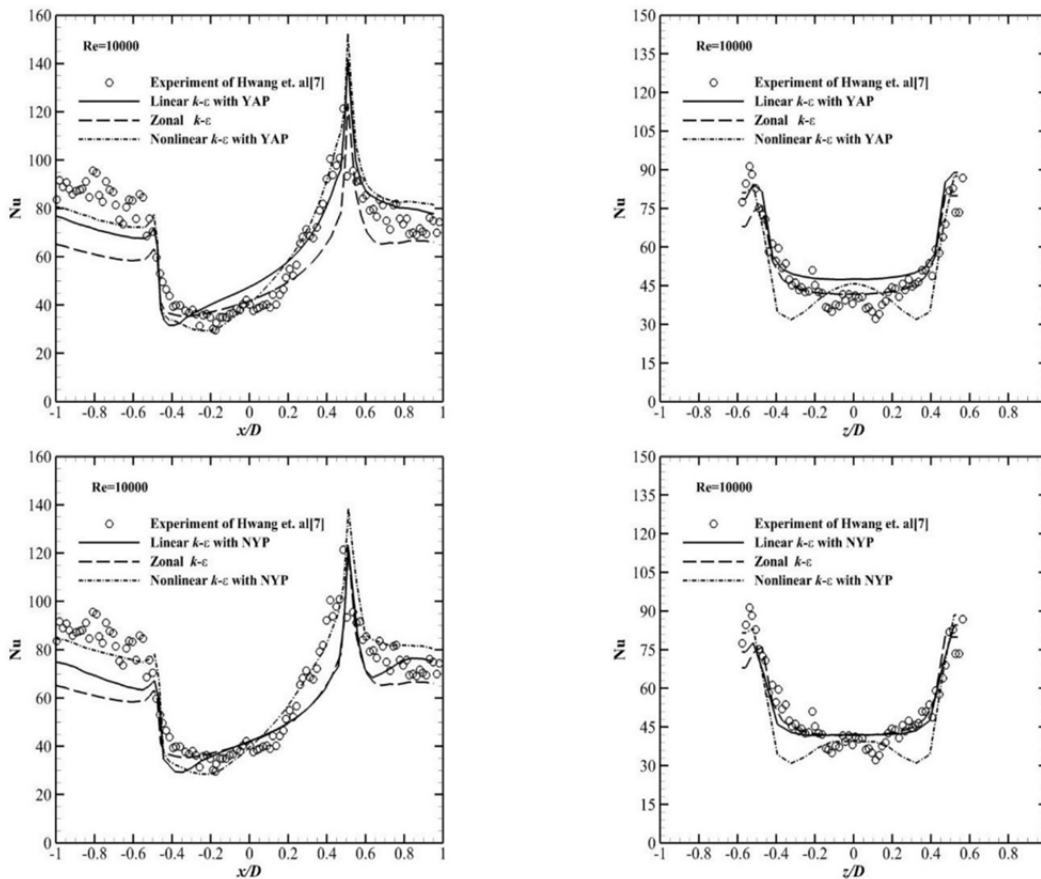 160
140
120
100
80
60
40
20
0
Nu
Re=10000
Experiment of Hwang et. al[7]
Linear k-ε with YAP
Zonal k-ε
Nonlinear k-ε with YAP
-1 -0.8 -0.6 -0.4 -0.2 0 0.2 0.4 0.6 0.8 1
x/D
150
135
120
105
90
75
60
45
30
15
0
Nu
Re=10000
Experiment of Hwang et. al[7]
Linear k-ε with YAP
Zonal k-ε
Nonlinear k-ε with YAP
-1 -0.8 -0.6 -0.4 -0.2 0 0.2 0.4 0.6 0.8 1
z/D
160
140
120
100
80
60
40
20
0
Nu
Re=10000
Experiment of Hwang et. al[7]
Linear k-ε with NYP
Zonal k-ε
Nonlinear k-ε with NYP
-1 -0.8 -0.6 -0.4 -0.2 0 0.2 0.4 0.6 0.8 1
x/D
150
135
120
105
90
75
60
45
30
15
0
Nu
Re=10000
Experiment of Hwang et. al[7]
Linear k-ε with NYP
Zonal k-ε
Nonlinear k-ε with NYP
-1 -0.8 -0.6 -0.4 -0.2 0 0.2 0.4 0.6 0.8 1
z/D